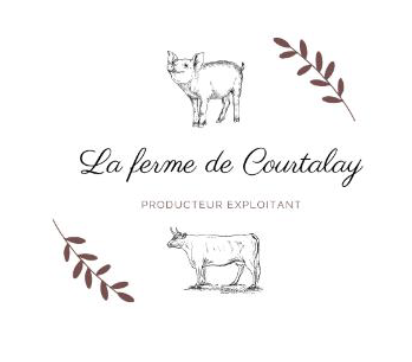 La ferme de Courtalay
PRODUCTEUR EXPLOITANT